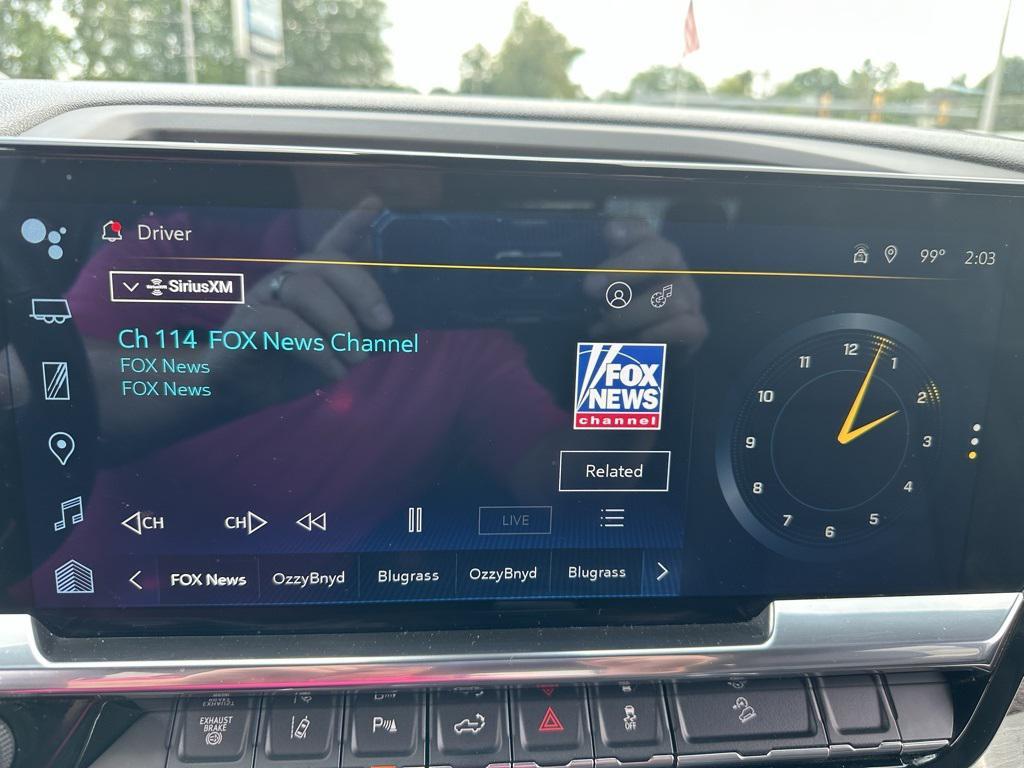 Driver
99° 2:03
SiriusXM
Ch 114 FOX News Channel
FOX News
FOX News
FOX
NEWS
channel
Related
CH
CH
LIVE
FOX News
OzzyBnyd
Blugrass
OzzyBnyd
Blugrass
12
1
2
3
4
5
6
7
8
9
10
11
EXHAUST
BRAKE
P
OFF